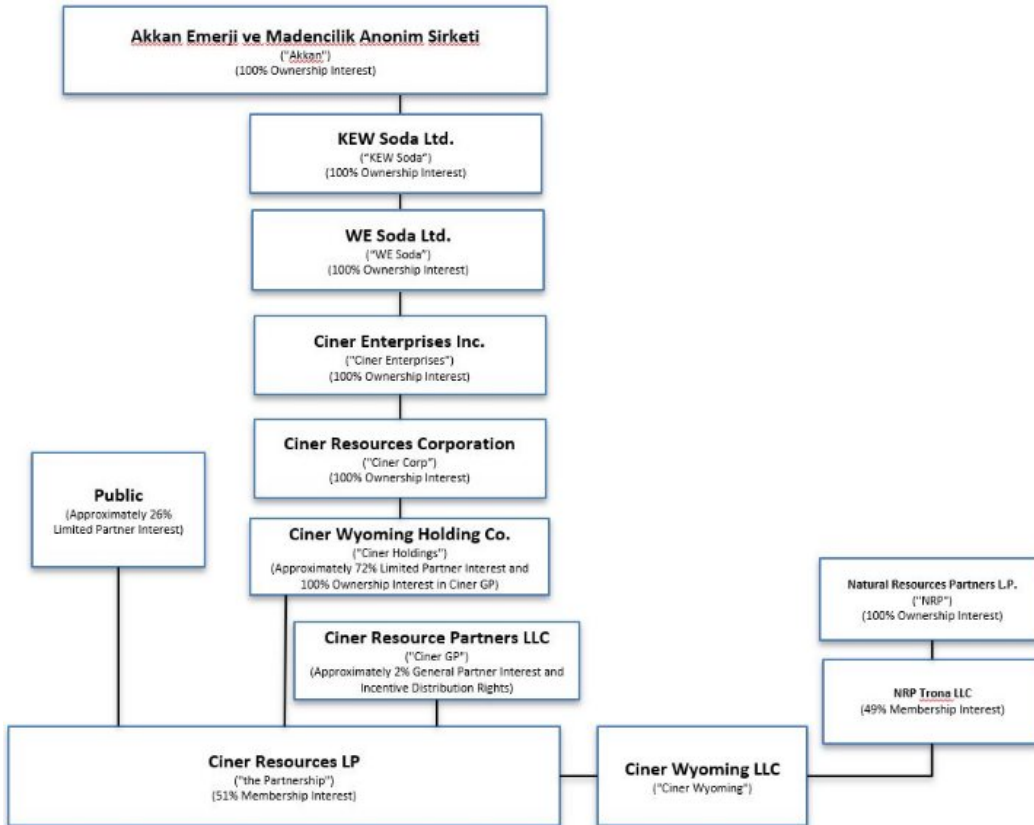 Akkan Emerji ve Madencilik Anonim Sirketi
("Akkan")
(100% Ownership Interest)
KEW Soda Ltd.
("KEW Soda")
(100% Ownership Interest)
WE Soda Ltd.
("WE Soda")
(100% Ownership Interest)
Ciner Enterprises Inc.
("Ciner Enterprises")
(100% Ownership Interest)
Ciner Resources Corporation
("Ciner Corp")
(100% Ownership Interest)
Public
(Approximately 26%
Limited Partner Interest)
Ciner Wyoming Holding Co.
("Ciner Holdings")
(Approximately 72% Limited Partner Interest and
100% Ownership Interest in Ciner GP)
Ciner Resource Partners LLC
("Ciner GP")
(Approximately 2% General Partner Interest and
Incentive Distribution Rights)
Natural Resources Partners L.P.
("NRP")
(100% Ownership Interest)
NRP Trona LLC
(49% Membership Interest)
Ciner Resources LP
("the Partnership")
(51% Membership Interest)
Ciner Wyoming LLC
("Ciner Wyoming")